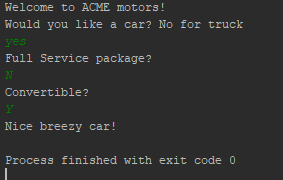 Welcome to ACME motors!
Would you like a car? No for truck
yes
Full Service package?
N
Convertible?
Y
Nice breezy car!
Process finished with exit code 0